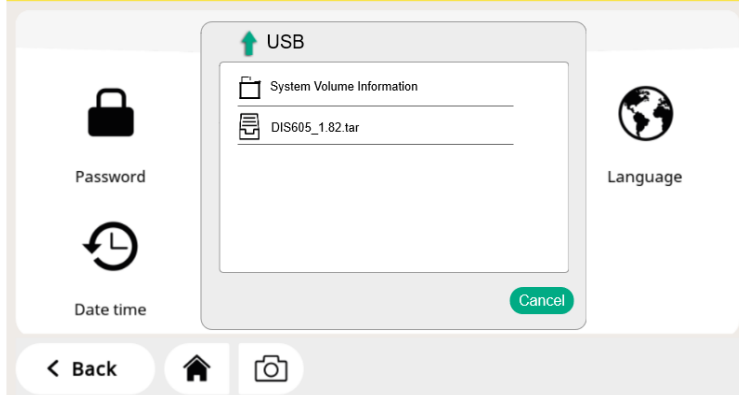 USB
System Volume Information
DIS605_1.82.tar
Password
Language
Date time
Cancel
Back